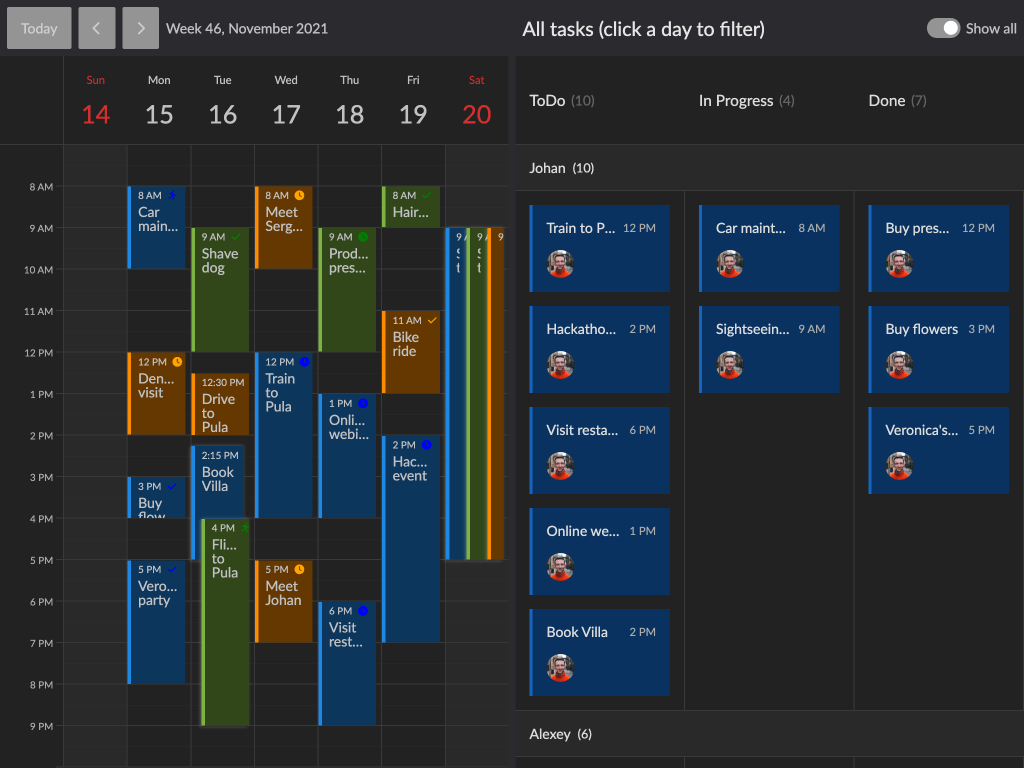 Today
Week 46, November 2021
All tasks (click a day to filter)
Show all
Sun
14
Mon
15
Tue
16
Wed
17
Thu
18
Fri
19
Sat
20
ToDo (10)
In Progress (4)
Done (7)
8 AM
9 AM
10 AM
11 AM
12 PM
1 PM
2 PM
3 PM
4 PM
5 PM
6 PM
7 PM
8 PM
9 PM
8 AM
Car
main...
12 PM
Den...
visit
3 PM
Buy
flow
5 PM
Vero...
party
9 AM
Shave
dog
12:30 PM
Drive
to
Pula
2:15 PM
Book
Villa
4 PM
Fli...
to
Pula
8 AM
Meet
Serg...
12 PM
Train
to
Pula
5 PM
Meet
Johan
9 AM
Prod...
pres...
1 PM
Onli...
webi...
6 PM
Visit
rest...
8 AM
Hair...
11 AM
Bike
ride
2 PM
Hac...
event
9
S
t
9
S
t
9
Johan (10)
Train to P... 12 PM
Hackatho... 2 PM
Visit resta... 6 PM
Online we... 1 PM
Book Villa 2 PM
Car maint... 8 AM
Sightseein... 9 AM
Buy pres... 12 PM
Buy flowers 3 PM
Veronica's... 5 PM
Alexey (6)